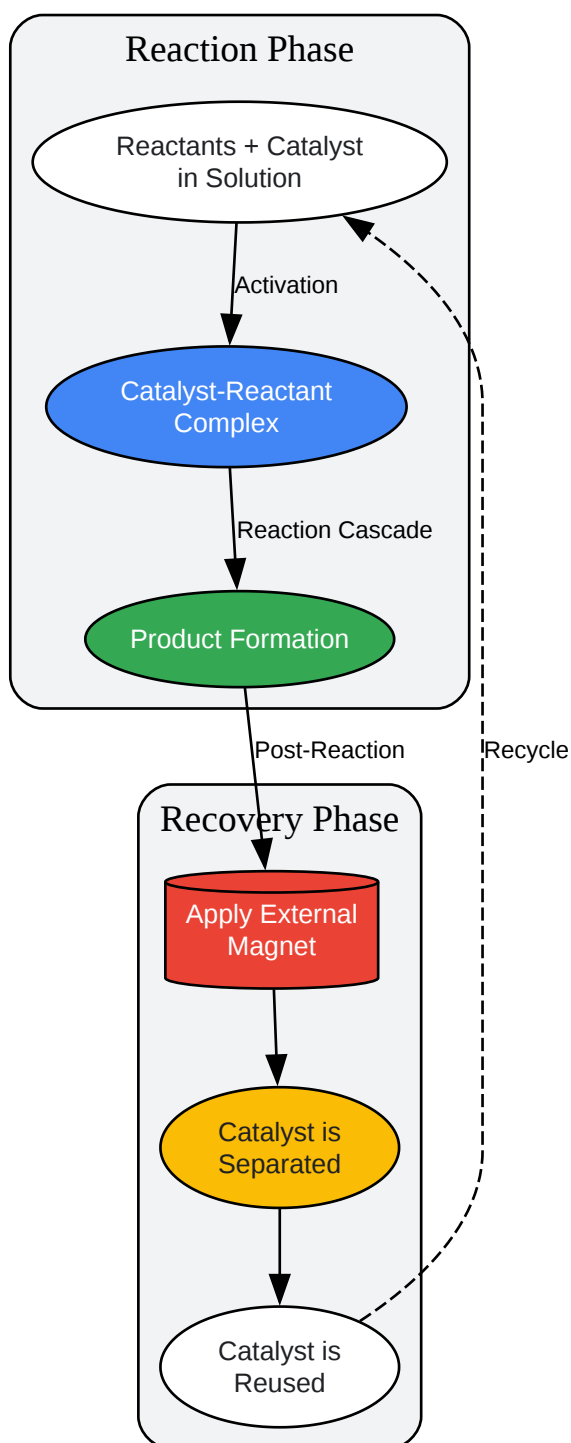 Reaction Phase
Reactants + Catalyst
in Solution
Activation
Catalyst-Reactant
Complex
Reaction Cascade
Product Formation
Post-Reaction
Recycle
Recovery Phase
Apply External
Magnet
Catalyst is
Separated
Catalyst is
Reused